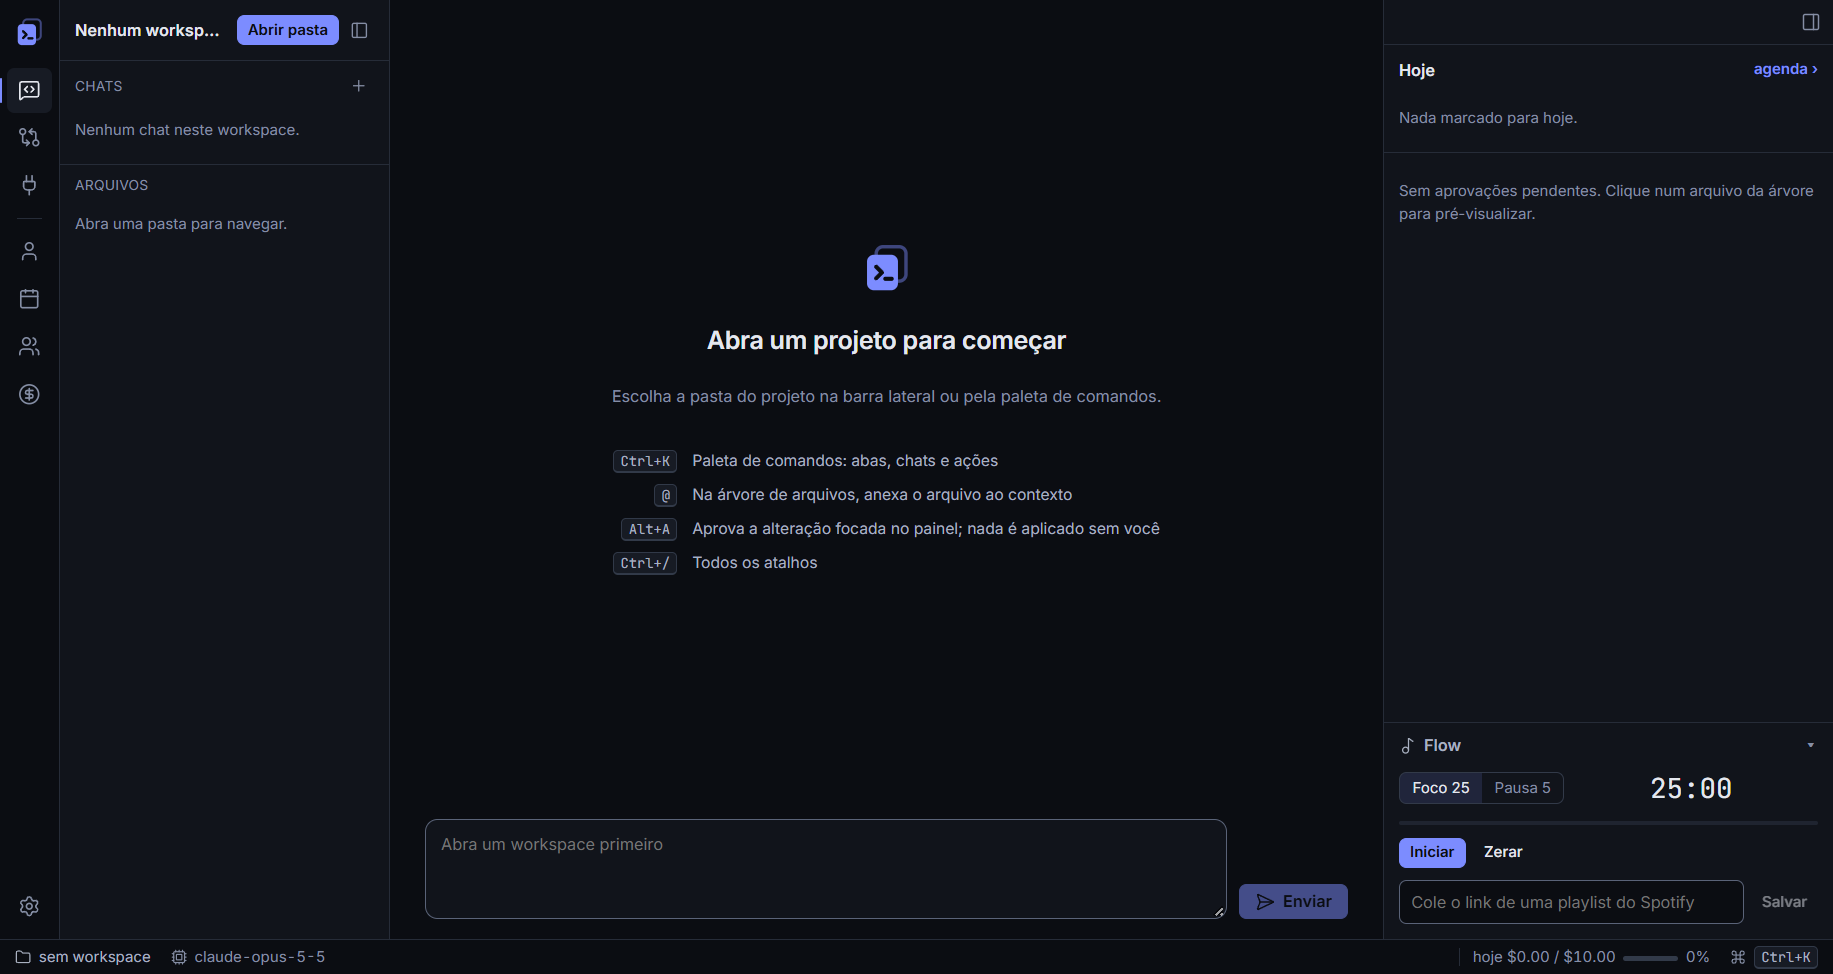 Nenhum worksp...
Abrir pasta
CHATS
Nenhum chat neste workspace.
ARQUIVOS
Abra uma pasta para navegar.
Abra um projeto para começar
Escolha a pasta do projeto na barra lateral ou pela paleta de comandos.
Ctrl+K Paleta de comandos: abas, chats e ações
@ Na árvore de arquivos, anexa o arquivo ao contexto
Alt+A Aprova a alteração focada no painel; nada é aplicado sem você
Ctrl+/ Todos os atalhos
Abra um workspace primeiro
Enviar
Hoje
agenda ›
Nada marcado para hoje.
Sem aprovações pendentes. Clique num arquivo da árvore
para pré-visualizar.
Flow
Foco 25 Pausa 5 25:00
Iniciar Zerar
Cole o link de uma playlist do Spotify Salvar
sem workspace claude-opus-5-5 hoje $0.00 / $10.00 0% ⌘ Ctrl+K